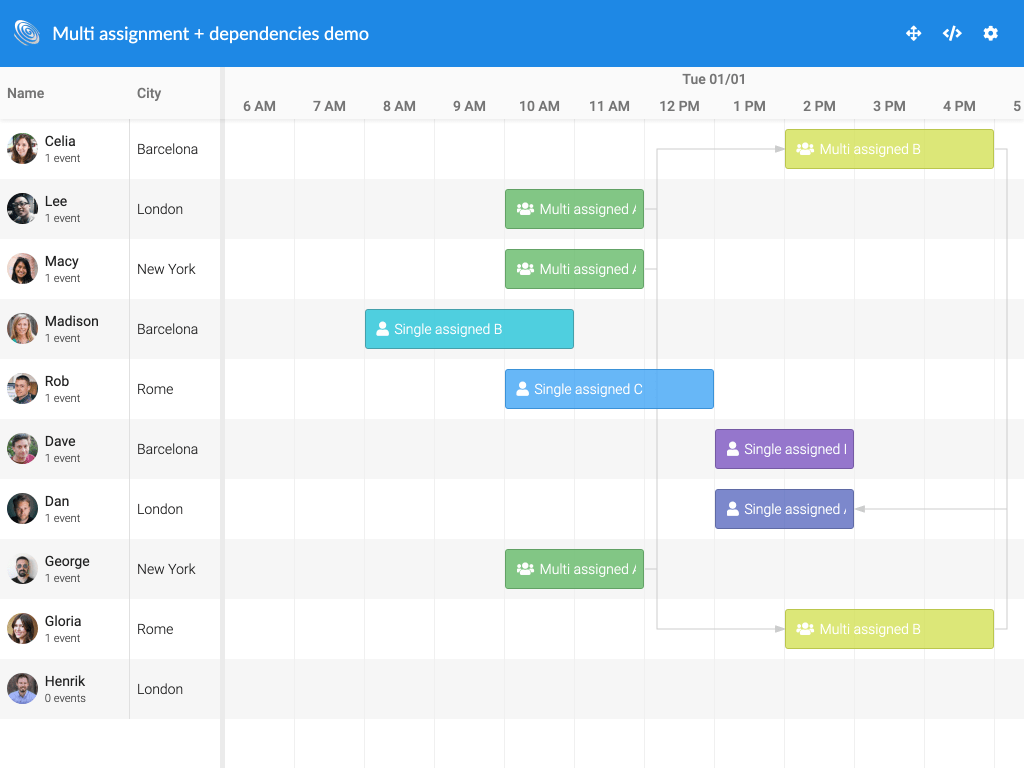 Multi assignment + dependencies demo
Name
City
Tue 01/01
6 AM 7 AM 8 AM 9 AM 10 AM 11 AM 12 PM 1 PM 2 PM 3 PM 4 PM 5
Celia
1 event
Barcelona
Multi assigned B
Lee
1 event
London
Multi assigned
Macy
1 event
New York
Multi assigned
Madison
1 event
Barcelona
Single assigned B
Rob
1 event
Rome
Single assigned C
Dave
1 event
Barcelona
Single assigned
Dan
1 event
London
Single assigned
George
1 event
New York
Multi assigned
Gloria
1 event
Rome
Multi assigned B
Henrik
0 events
London